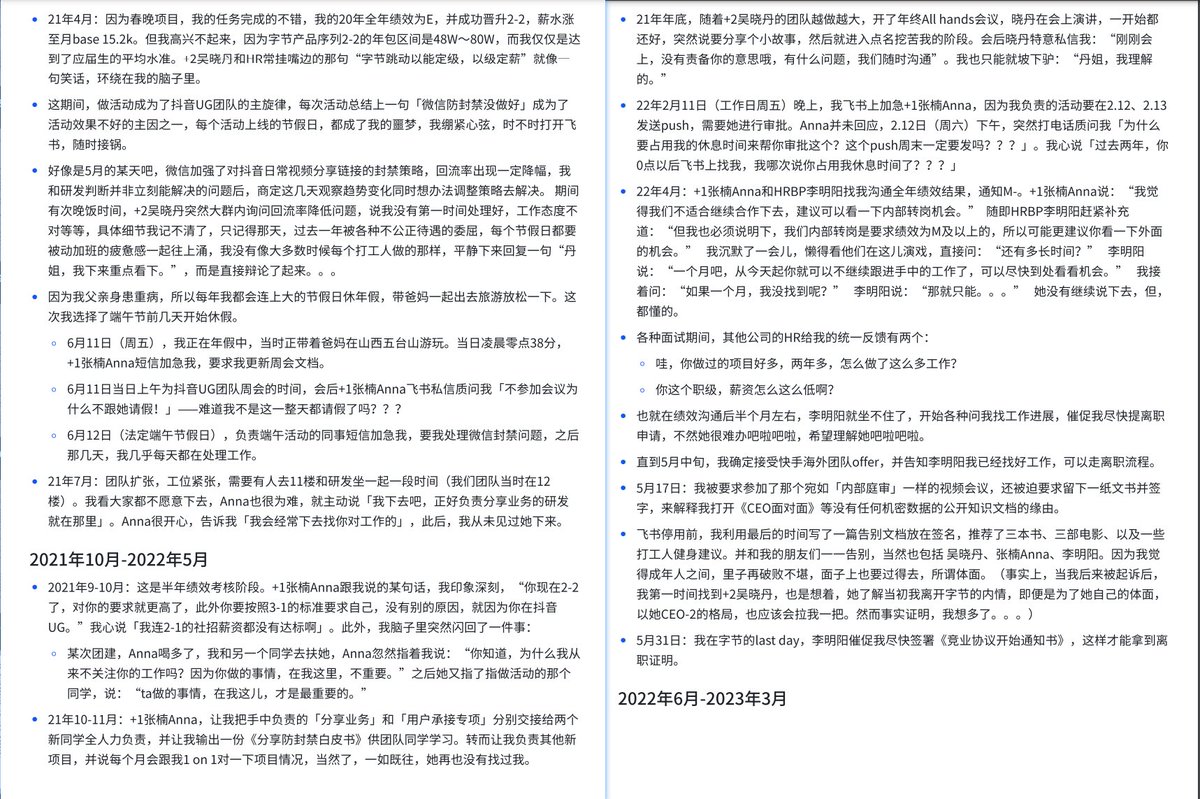 21年4月：因为春晚项目，我的任务完成的不错，我的20年全年绩效为E，并成功晋升2-2，薪水涨
至月base 15.2k。但我高兴不起来，因为字节产品序列2-2的年包区间是48W～80W，而我仅仅是达
到了应届生的平均水准。+2吴晓丹和HR常挂嘴边的那句“字节跳动以能定级，以级定薪”就像一
句笑话，环绕在我的脑子里。
这期间，做活动成为了抖音UG团队的主旋律，每次活动总结上一句「微信防封禁没做好」成为了
活动效果不好的主因之一，每个活动上线的节假日，都成了我的噩梦，我绷紧心弦，时不时打开飞
书，随时接锅。
好像是5月的某天吧，微信加强了对抖音日常视频分享链接的封禁策略，回流率出现一定降幅，我
和研发判断并非立刻能解决的问题后，商定这几天观察趋势变化同时想办法调整策略去解决。 期间
有次晚饭时间，+2吴晓丹突然大群内询问回流率降低问题，说我没有第一时间处理好，工作态度不
对等等，具体细节我记不清了，只记得那天，过去一年被各种不公正待遇的委屈，每个节假日都要
被动加班的疲惫感一起往上涌，我没有像大多数时候每个打工人做的那样，平静下来回复一句“丹
姐，我下来重点看下。”，而是直接辩论了起来。。。
因为我父亲身患重病，所以每年我都会连上大的节假日休年假，带爸妈一起出去旅游放松一下。这
次我选择了端午节前几天开始休假。
6月11日（周五），我正在年假中，当时正带着爸妈在山西五台山游玩。当日凌晨零点38分，
+1张楠Anna短信加急我，要求我更新周会文档。
6月11日当日上午为抖音UG团队周会的时间，会后+1张楠Anna飞书私信质问我「不参加会议为
什么不跟她请假！」——难道我不是这一整天都请假了吗？？？
6月12日（法定端午节假日），负责端午活动的同事短信加急我，要我处理微信封禁问题，之后
那几天，我几乎每天都在处理工作。
21年7月：团队扩张，工位紧张，需要有人去11楼和研发坐一起一段时间（我们团队当时在12
楼）。我看大家都不愿意下去，Anna也很为难，就主动说「我下去吧，正好负责分享业务的研发
就在那里」。Anna很开心，告诉我「我会经常下去找你对工作的」，此后，我从未见过她下来。
2021年10月-2022年5月
2021年9-10月：这是半年绩效考核阶段。+1张楠Anna跟我说的某句话，我印象深刻，“你现在2-2
了，对你的要求就更高了，此外你要按照3-1的标准要求自己，没有别的原因，就因为你在抖音
UG。”我心说「我连2-1的社招薪资都没有达标啊」。此外，我脑子里突然闪回了一件事：
某次团建，Anna喝多了，我和另一个同学去扶她，Anna忽然指着我说：“你知道，为什么我从
来不关注你的工作吗？因为你做的事情，在我这里，不重要。”之后她又指了指做活动的那个
同学，说：“ta做的事情，在我这儿，才是最重要的。”
21年10-11月：+1张楠Anna，让我把手中负责的「分享业务」和「用户承接专项」分别交接给两个
新同学全人力负责，并让我输出一份《分享防封禁白皮书》供团队同学学习。转而让我负责其他新
项目，并说每个月会跟我1 on 1对一下项目情况，当然了，一如既往，她再也没有找过我。
21年年底，随着+2吴晓丹的团队越做越大，开了年终All hands会议，晓丹在会上演讲，一开始都
还好，突然说要分享个小故事，然后就进入点名挖苦我的阶段。会后晓丹特意私信我：“刚刚会
上，没有责备你的意思哦，有什么问题，我们随时沟通”。我也只能就坡下驴：“丹姐，我理解
的。”
22年2月11日（工作日周五）晚上，我飞书上加急+1张楠Anna，因为我负责的活动要在2.12、2.13
发送push，需要她进行审批。Anna并未回应，2.12日（周六）下午，突然打电话质问我「为什么
要占用我的休息时间来帮你审批这个？这个push周末一定要发吗？？？」。我心说「过去两年，你
0点以后飞书上找我，我哪次说你占用我休息时间了？？？」
22年4月：+1张楠Anna和HRBP李明阳找我沟通全年绩效结果，通知M-。+1张楠Anna说：“我觉
得我们不适合继续合作下去，建议可以看一下内部转岗机会。” 随即HRBP李明阳赶紧补充
道：“但我也必须说明下，我们内部转岗是要求绩效为M及以上的，所以可能更建议你看一下外面
的机会。” 我沉默了一会儿，懒得看他们在这儿演戏，直接问：“还有多长时间？” 李明阳
说：“一个月吧，从今天起你就可以不继续跟进手中的工作了，可以尽快到处看看机会。” 我接
着问：“如果一个月，我没找到呢？” 李明阳说：“那就只能。。。” 她没有继续说下去，但，
都懂的。
各种面试期间，其他公司的HR给我的统一反馈有两个：
哇，你做过的项目好多，两年多，怎么做了这么多工作？
你这个职级，薪资怎么这么低啊？
也就在绩效沟通后半个月左右，李明阳就坐不住了，开始各种问我找工作进展，催促我尽快提离职
申请，不然她很难办吧啦吧啦，希望理解她吧啦吧啦。
直到5月中旬，我确定接受快手海外团队offer，并告知李明阳我已经找好工作，可以走离职流程。
5月17日：我被要求参加了那个宛如「内部庭审」一样的视频会议，还被迫要求留下一纸文书并签
字，来解释我打开《CEO面对面》等没有任何机密数据的公开知识文档的缘由。
飞书停用前，我利用最后的时间写了一篇告别文档放在签名，推荐了三本书、三部电影、以及一些
打工人健身建议。并和我的朋友们一一告别，当然也包括 吴晓丹、张楠Anna、李明阳。因为我觉
得成年人之间，里子再破败不堪，面子上也要过得去，所谓体面。（事实上，当我后来被起诉后，
我第一时间找到+2吴晓丹，也是想着，她了解当初我离开字节的内情，即便是为了她自己的体面，
以她CEO-2的格局，也应该会拉我一把。然而事实证明，我想多了。。。）
5月31日：我在字节的last day，李明阳催促我尽快签署《竞业协议开始通知书》，这样才能拿到离
职证明。
2022年6月-2023年3月